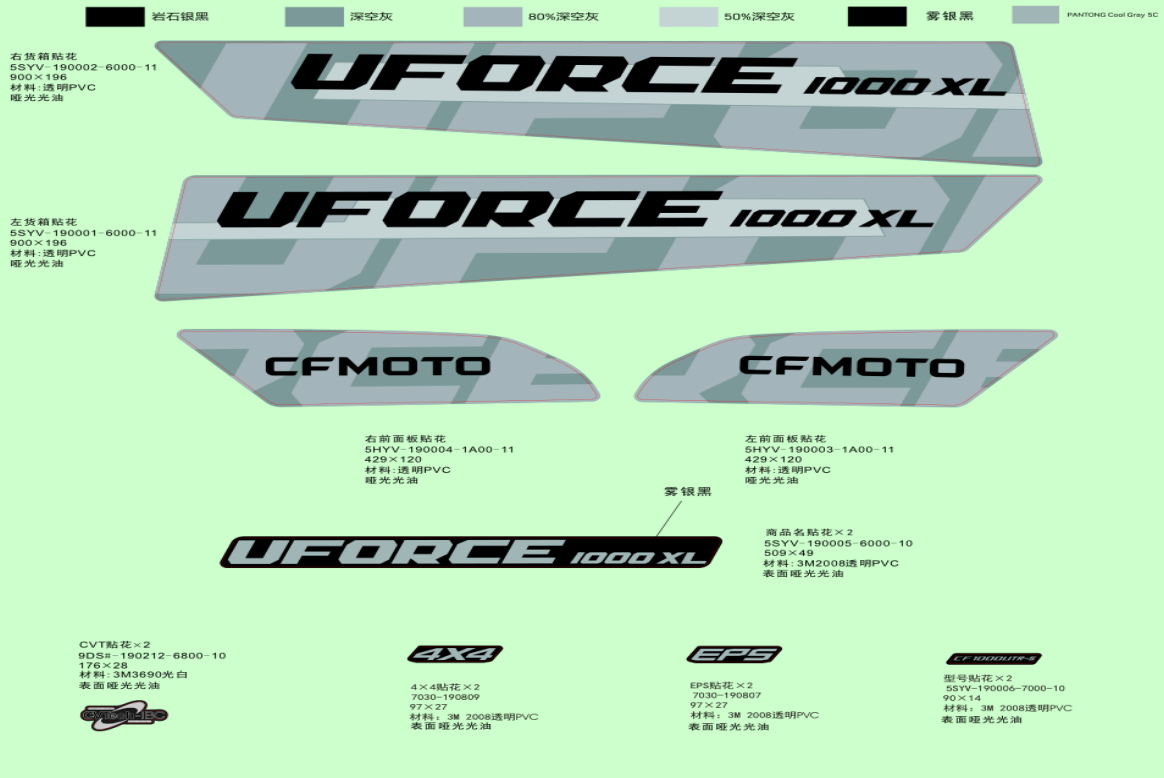 岩石银黑
深空灰
80%深空灰
50%深空灰
雾银黑
PANTONG Cool Gray 5C
右货箱贴花
5SYV-190002-6000-11
900×196
材料:透明PVC
哑光光油
UFORCE 1000 XL
左货箱贴花
5SYV-190001-6000-11
900×196
材料:透明PVC
哑光光油
UFORCE 1000 XL
CFMOTO
CFMOTO
右前面板贴花
5HYV-190004-1A00-11
429×120
材料:透明PVC
哑光光油
左前面板贴花
5HYV-190003-1A00-11
429×120
材料:透明PVC
哑光光油
雾银黑
UFORCE 1000 XL
商品名贴花×2
5SYV-190005-6000-10
509×49
材料:3M2008透明PVC
表面哑光光油
CVT贴花×2
9DS#-190212-6800-10
176×28
材料:3M3690光白
表面哑光光油
CVTech-IBC
4X4
4×4贴花×2
7030-190809
97×27
材料：3M 2008透明PVC
表面哑光光油
EPS
EPS贴花×2
7030-190807
97×27
材料：3M 2008透明PVC
表面哑光光油
CF1000UTR-5
型号贴花×2
5SYV-190006-7000-10
90×14
材料：3M 2008透明PVC
表面哑光光油